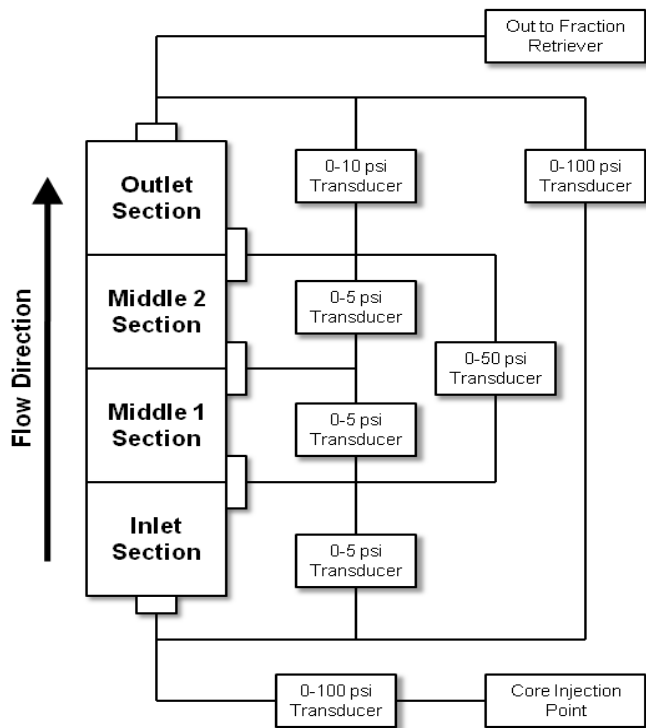 Out to Fraction
Retriever
Outlet
Section
0-10 psi
Transducer
0-100 psi
Transducer
Flow Direction
Middle 2
Section
0-5 psi
Transducer
0-50 psi
Transducer
Middle 1
Section
0-5 psi
Transducer
Inlet
Section
0-5 psi
Transducer
0-100 psi
Transducer
Core Injection
Point